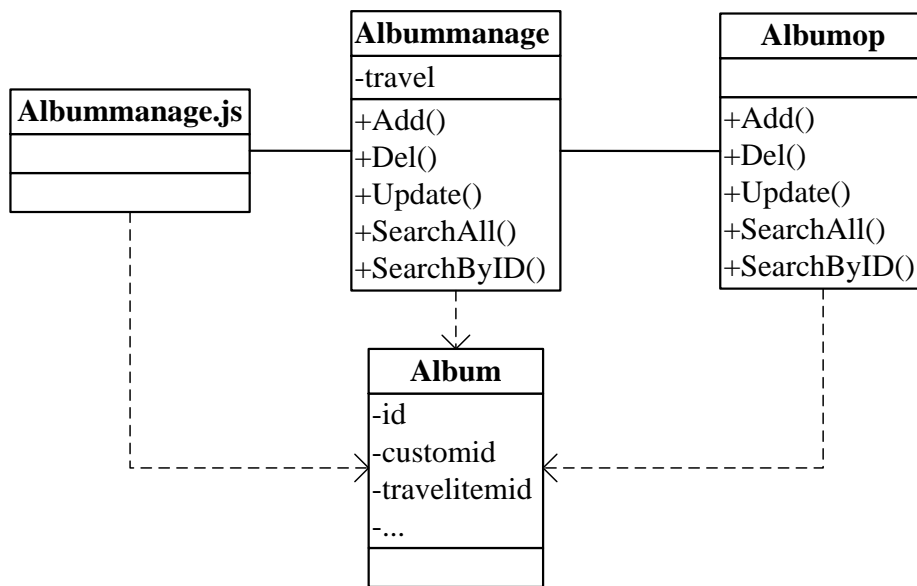 Albummanage.js
Albummanage
-travel
+Add()
+Del()
+Update()
+SearchAll()
+SearchByID()
Albumop
+Add()
+Del()
+Update()
+SearchAll()
+SearchByID()
Album
-id
-customid
-travelitemid
-...